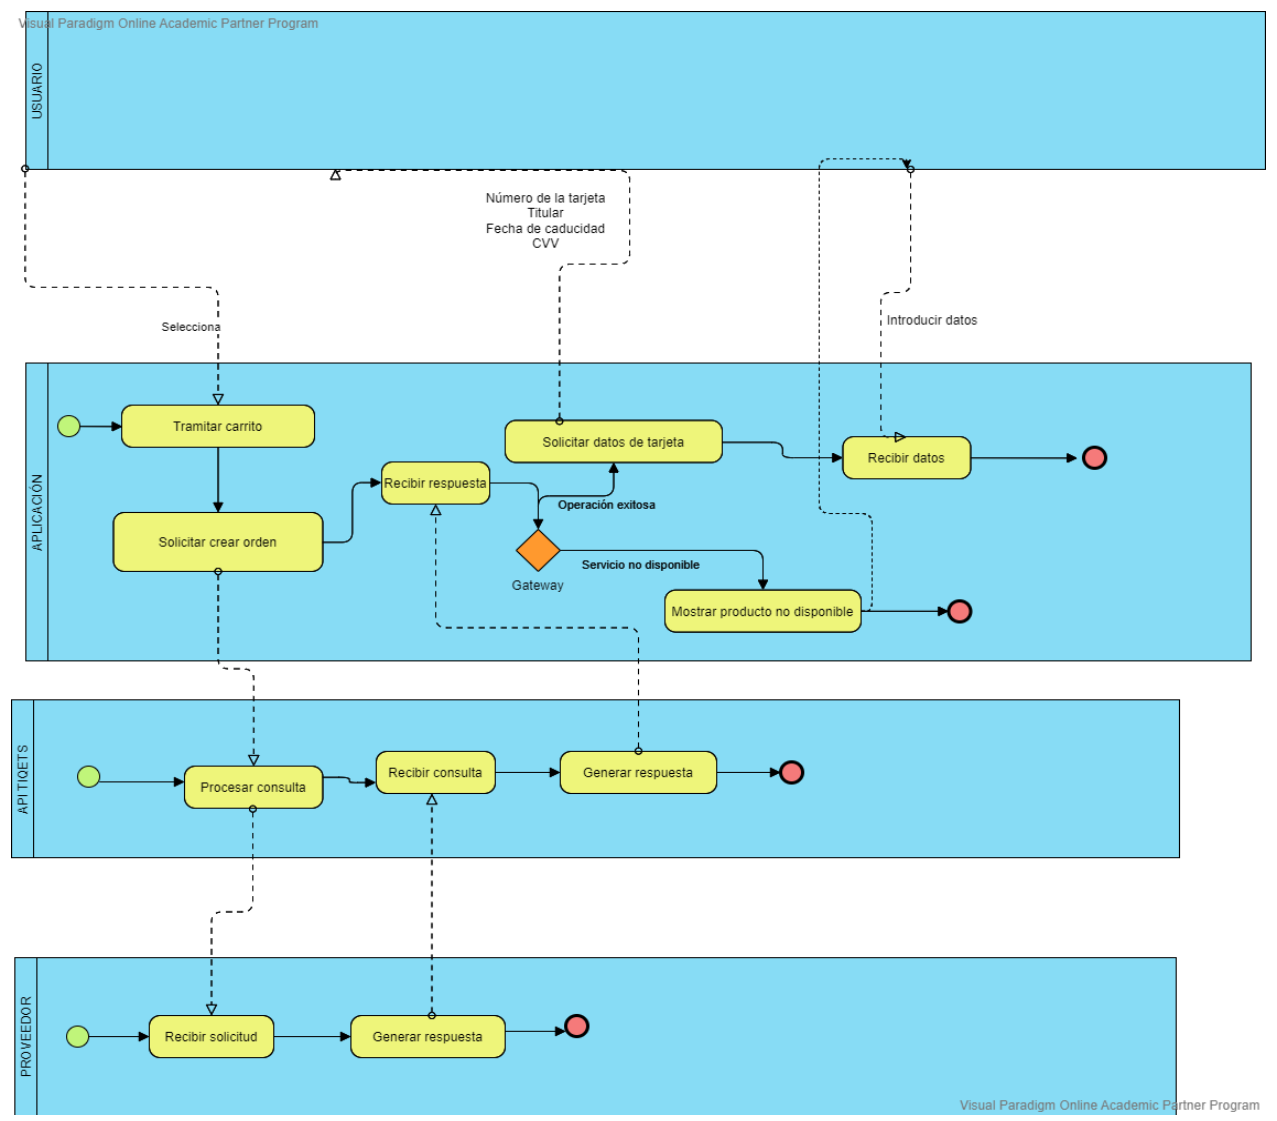 Visual Paradigm Online Academic Partner Program
USUARIO
Número de la tarjeta
Titular
Fecha de caducidad
CVV
Selecciona
Introducir datos
APLICACIÓN
Tramitar carrito
Solicitar datos de tarjeta
Recibir datos
Recibir respuesta
Operación exitosa
Solicitar crear orden
Servicio no disponible
Gateway
Mostrar producto no disponible
API TIQETS
Procesar consulta
Recibir consulta
Generar respuesta
PROVEEDOR
Recibir solicitud
Generar respuesta
Visual Paradigm Online Academic Partner Program